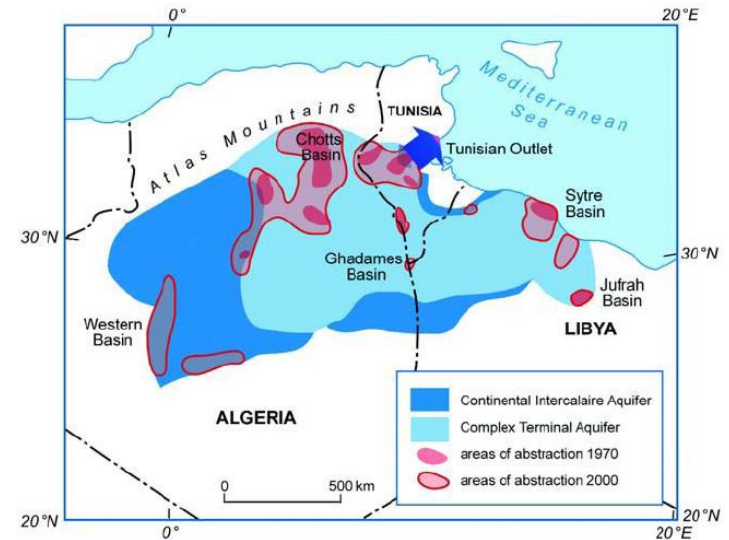 0°
20°E
Mediterranean
Sea
Atlas Mountains
TUNISIA
Chotts
Basin
Tunisian Outlet
Sytre
Basin
30°N
30°N
Ghadames
Basin
Jufrah
Basin
Western
Basin
LIBYA
ALGERIA
Continental Intercalaire Aquifer
Complex Terminal Aquifer
areas of abstraction 1970
areas of abstraction 2000
0
500 km
20°N
20°N
0°
20°E